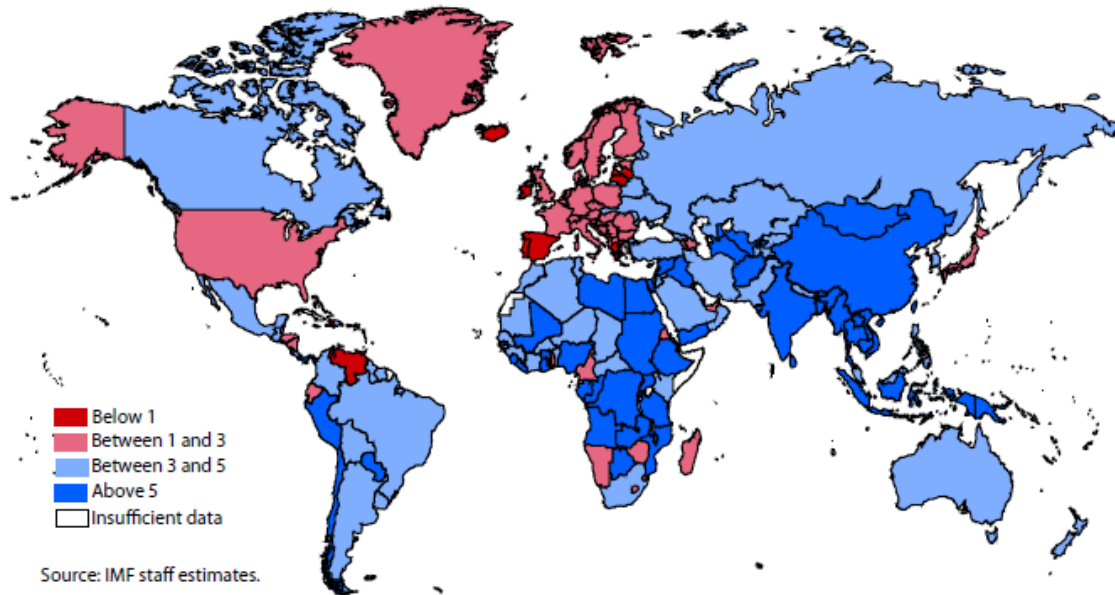 Below 1
Between 1 and 3
Between 3 and 5
Above 5
Insufficient data
Source: IMF staff estimates.